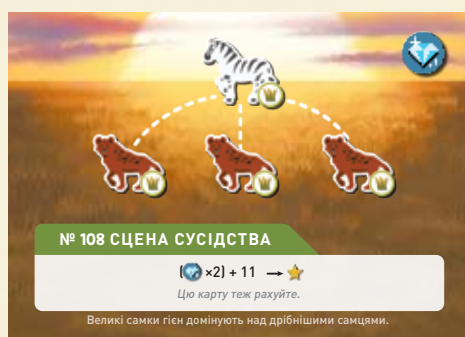 № 108 СЦЕНА СУСІДСТВА
( ×2) + 11 →
Цю карту теж рахуйте.
Великі самки гієн домінують над дрібнішими самцями.